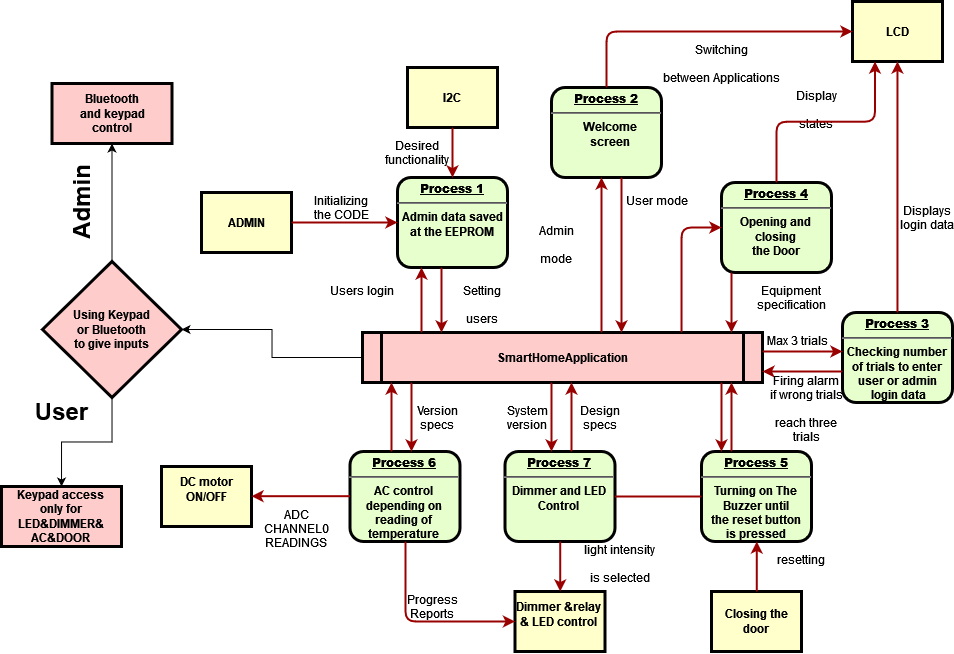 LCD
Switching
between Applications
Process 2
Welcome
screen
I2C
Bluetooth
and keypad
control
Display
states
Desired
functionality
Process 1
Admin data saved
at the EEPROM
Process 4
Opening and
closing
the Door
ADMIN
Initializing
the CODE
Admin
User mode
Admin
mode
Displays
login data
Users login
Setting
users
Equipment
specification
Using Keypad
or Bluetooth
to give inputs
SmartHomeApplication
Max 3 trials
Process 3
Checking number
of trials to enter
user or admin
login data
Firing alarm
if wrong trials
User
Version
specs
System
version
Design
specs
reach three
trials
Process 6
AC control
depending on
reading of
temperature
Process 7
Dimmer and LED
Control
Process 5
Turning on The
Buzzer until
the reset button
is pressed
DC motor
ON/OFF
Keypad access
only for
LED&DIMMER&
AC&DOOR
ADC
CHANNEL0
READINGS
light intensity
is selected
resetting
Progress
Reports
Dimmer &relay
& LED control
Closing the
door